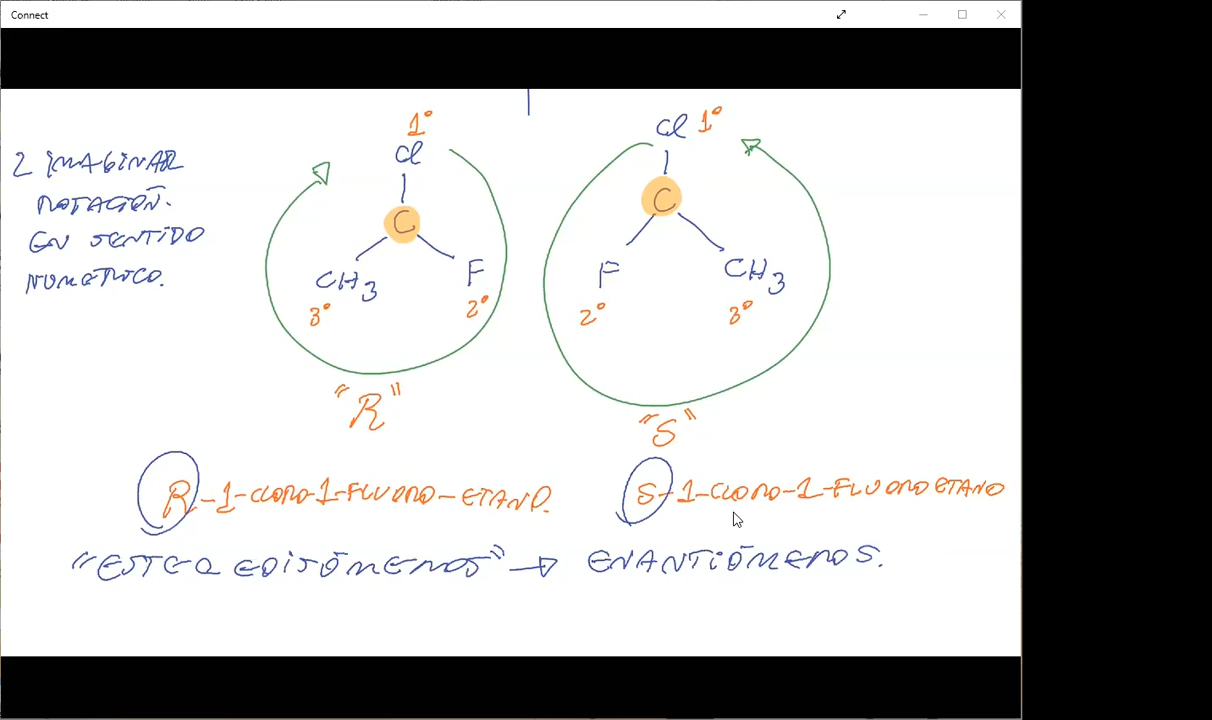 Connect
2 IMAGINAR
ROTACIÓN.
EN SENTIDO
NUMÉRICO.
1°
Cl
C
CH3
F
3°
2°
"R"
Cl 1°
C
F
CH3
2°
3°
"S"
R-1-CLORO-1-FLUORO-ETANO.
S-1-CLORO-1-FLUOROETANO
"ESTEREOISÓMEROS" → ENANTIÓMEROS.